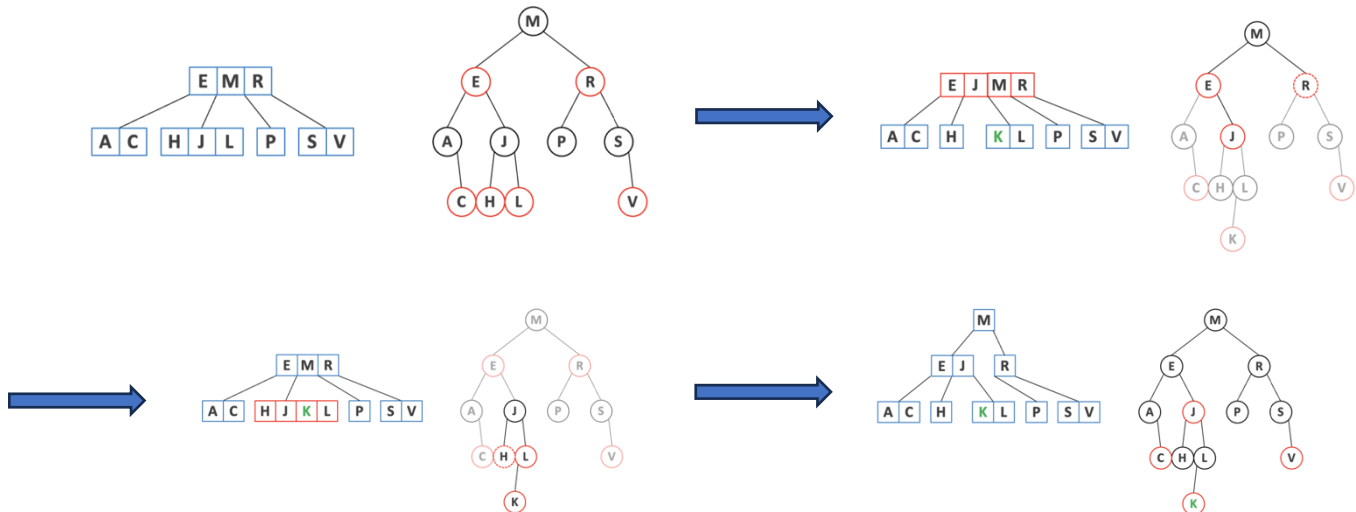 E M R
A C H J L P S V
M
E R
A J P S
C H L V
E J M R
A C H K L P S V
M
E R
A J P S
C H L V
K
E M R
A C H J K L P S V
M
E R
A J P S
C H L V
K
M
E J R
A C H K L P S V
M
E R
A J P S
C H L V
K